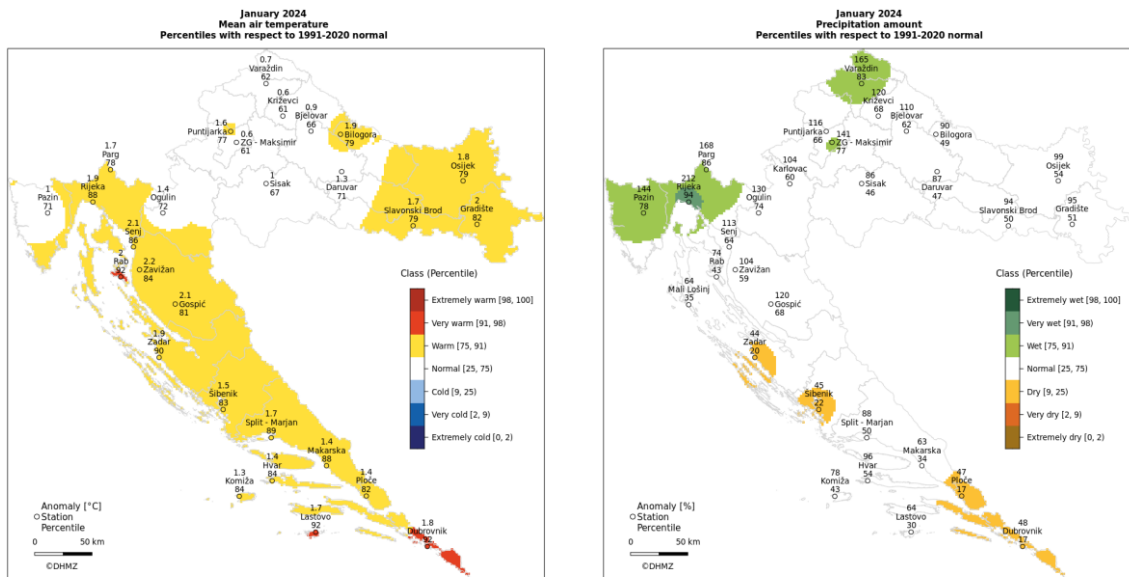 January 2024
Mean air temperature
Percentiles with respect to 1991-2020 normal
0.7
Varaždin
62
0.6
Križevci
61
0.9
Bjelovar
66
1.6
Puntijarka
77
0.6
ZG - Maksimir
61
1.9
Bilogora
79
1.7
Parg
78
1.8
Osijek
79
1
Pazin
71
1.9
Rijeka
88
1.4
Ogulin
72
1
Sisak
67
1.3
Daruvar
71
1.7
Slavonski Brod
79
2
Gradište
82
2.1
Senj
86
2
Rab
92
2.2
Zavižan
84
2.1
Gospić
81
1.9
Zadar
90
1.5
Šibenik
83
1.7
Split - Marjan
89
1.4
Makarska
88
1.4
Hvar
84
1.3
Komiža
84
1.4
Ploče
82
1.7
Lastovo
92
1.8
Dubrovnik
92
Class (Percentile)
Extremely warm [98, 100]
Very warm [91, 98)
Warm [75, 91)
Normal [25, 75)
Cold [9, 25)
Very cold [2, 9)
Extremely cold [0, 2)
Anomaly [°C]
Station
Percentile
0 50 km
©DHMZ
January 2024
Precipitation amount
Percentiles with respect to 1991-2020 normal
165
Varaždin
83
120
Križevci
68
110
Bjelovar
62
116
Puntijarka
66
141
ZG - Maksimir
77
90
Bilogora
49
168
Parg
86
104
Karlovac
60
99
Osijek
54
144
Pazin
78
212
Rijeka
94
130
Ogulin
74
86
Sisak
46
87
Daruvar
47
94
Slavonski Brod
50
95
Gradište
51
113
Senj
64
74
Rab
43
104
Zavižan
59
64
Mali Lošinj
35
120
Gospić
68
44
Zadar
20
45
Šibenik
22
88
Split - Marjan
50
63
Makarska
34
96
Hvar
54
78
Komiža
43
47
Ploče
17
64
Lastovo
30
48
Dubrovnik
17
Class (Percentile)
Extremely wet [98, 100]
Very wet [91, 98)
Wet [75, 91)
Normal [25, 75)
Dry [9, 25)
Very dry [2, 9)
Extremely dry [0, 2)
Anomaly [%]
Station
Percentile
0 50 km
©DHMZ